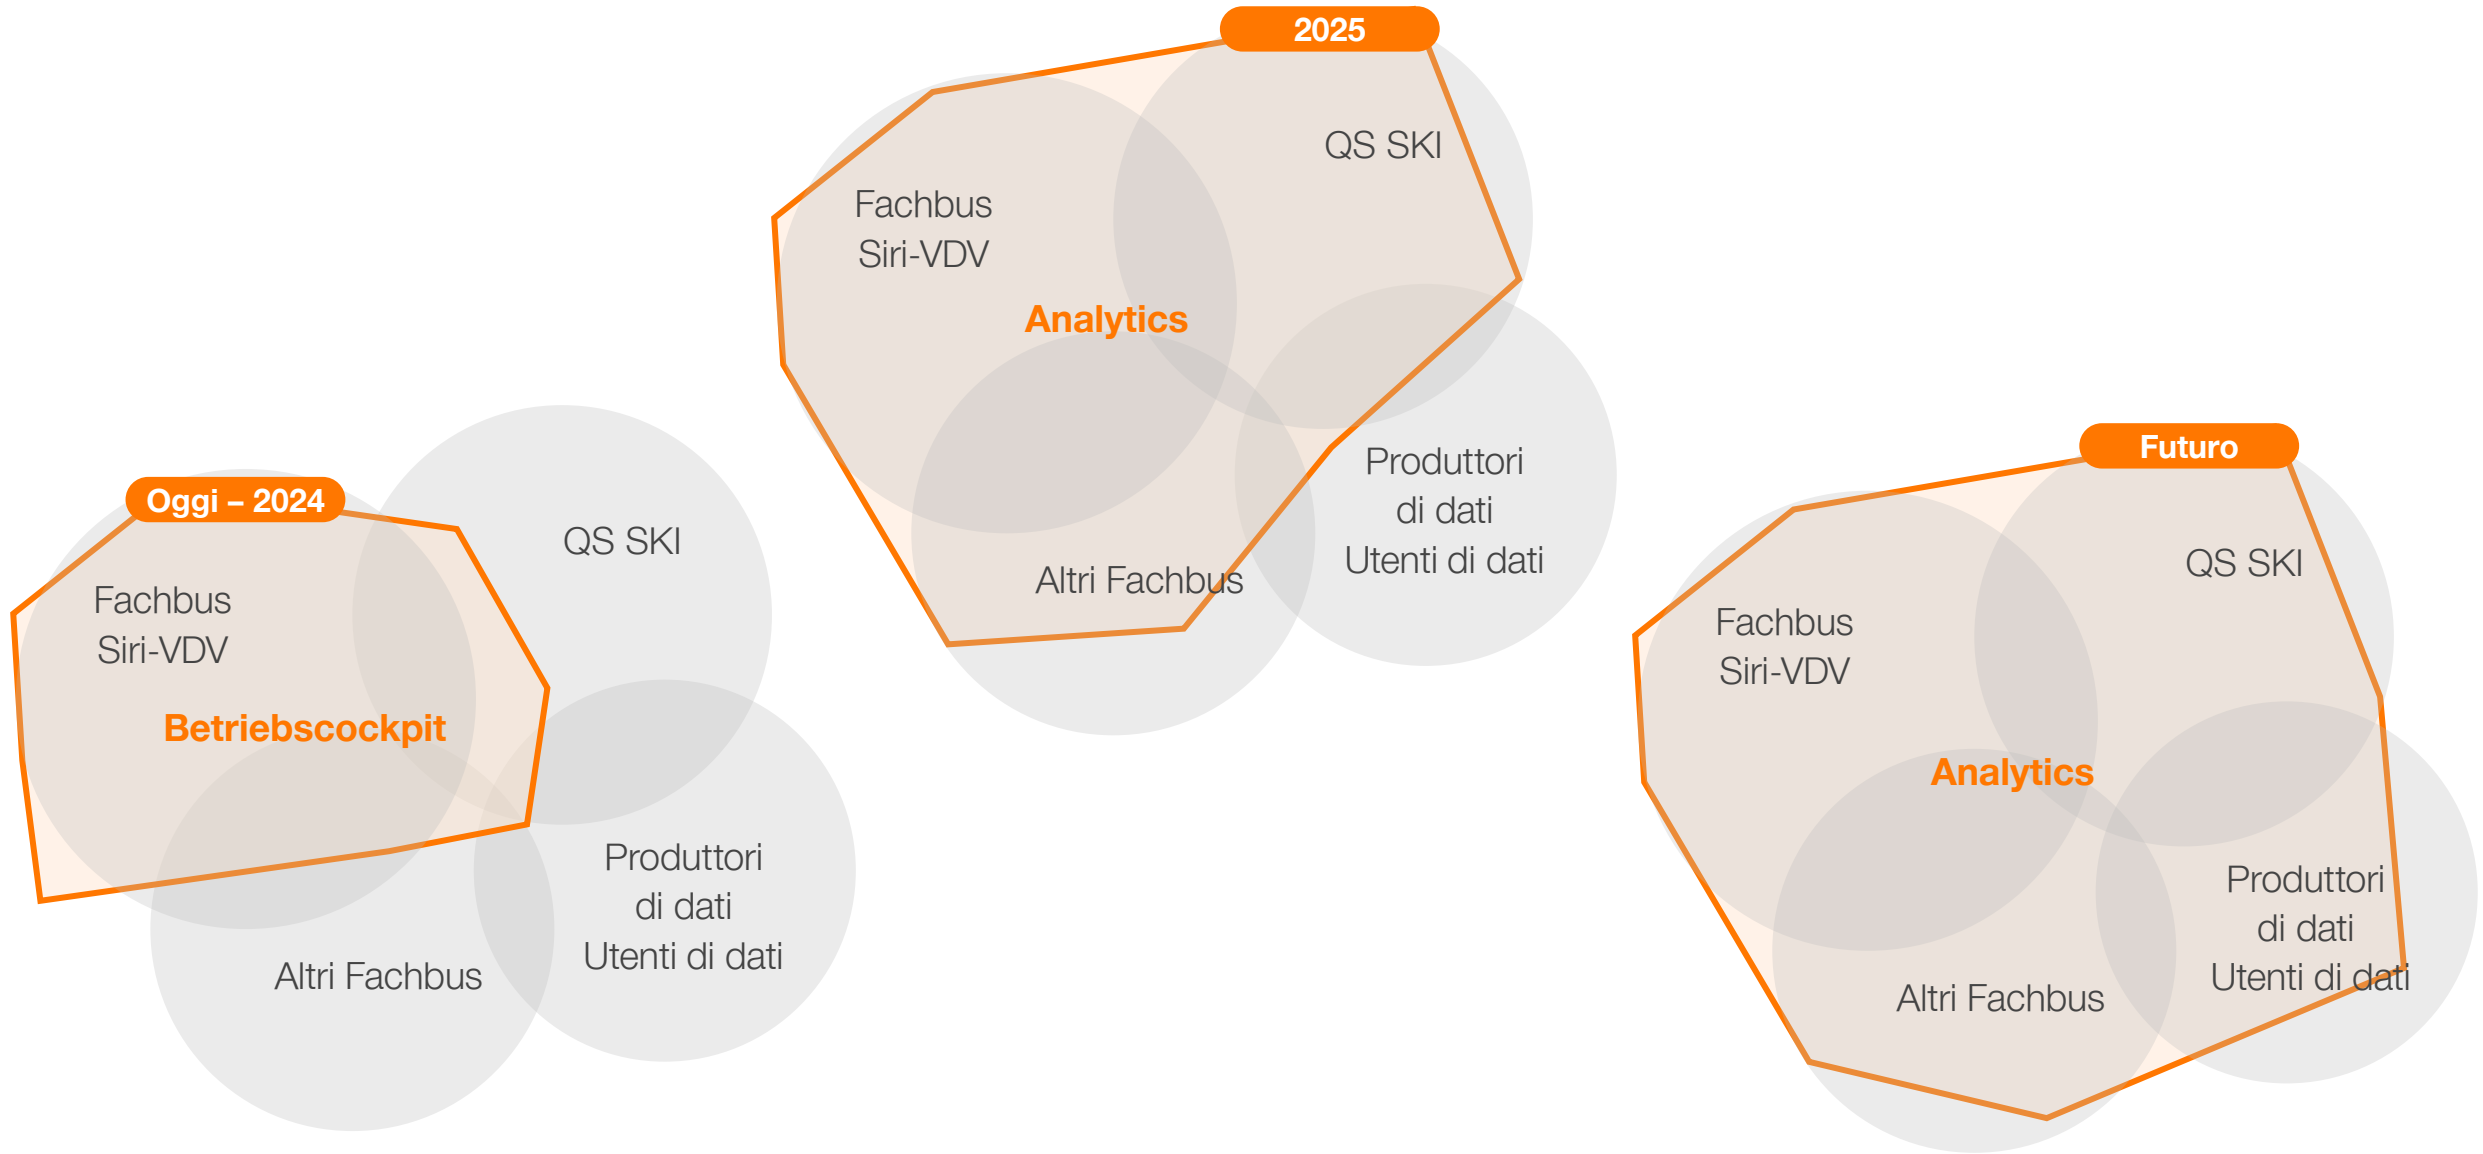 Oggi – 2024
QS SKI
Fachbus
Siri-VDV
Betriebscockpit
Produttori
di dati
Utenti di dati
Altri Fachbus
2025
QS SKI
Fachbus
Siri-VDV
Analytics
Produttori
di dati
Utenti di dati
Altri Fachbus
Futuro
QS SKI
Fachbus
Siri-VDV
Analytics
Produttori
di dati
Utenti di dati
Altri Fachbus